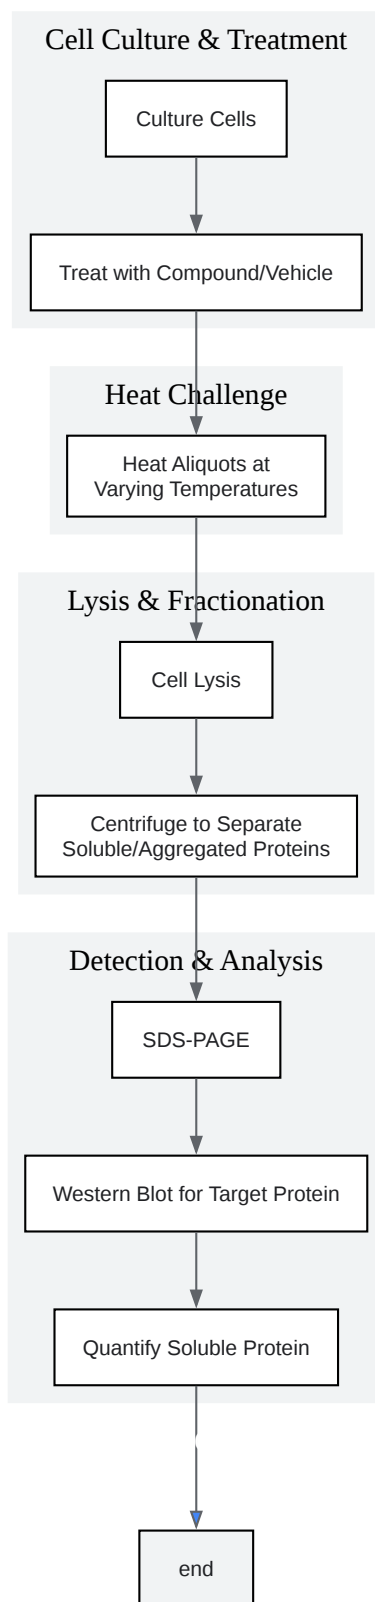 Cell Culture & Treatment
Culture Cells
Treat with Compound/Vehicle
Heat Challenge
Heat Aliquots at
Varying Temperatures
Lysis & Fractionation
Cell Lysis
Centrifuge to Separate
Soluble/Aggregated Proteins
Detection & Analysis
SDS-PAGE
Western Blot for Target Protein
Quantify Soluble Protein
end